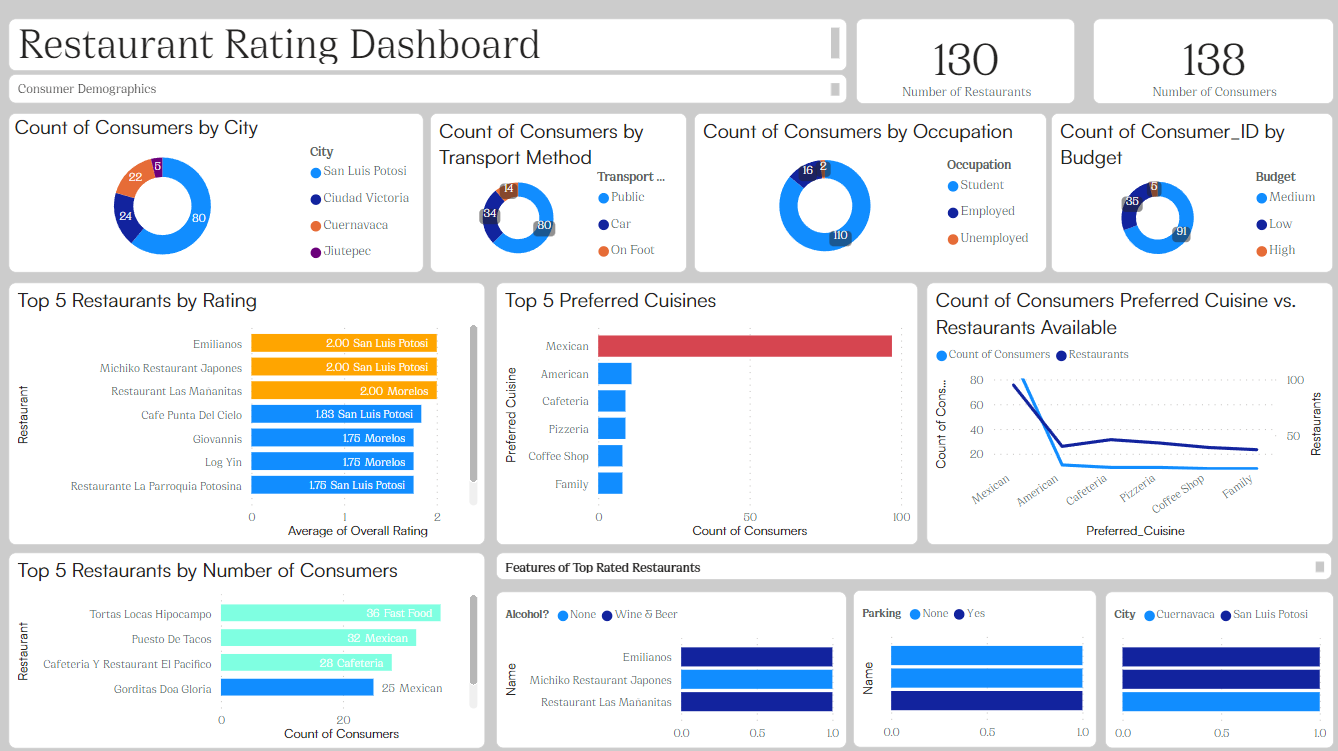 Restaurant Rating Dashboard
Consumer Demographics
130
Number of Restaurants
138
Number of Consumers
Count of Consumers by City
5
22
24
80
City
San Luis Potosi
Ciudad Victoria
Cuernavaca
Jiutepec
Count of Consumers by
Transport Method
14
34
80
Transport ...
Public
Car
On Foot
Count of Consumers by Occupation
16
2
110
Occupation
Student
Employed
Unemployed
Count of Consumer_ID by
Budget
5
35
91
Budget
Medium
Low
High
Top 5 Restaurants by Rating
Restaurant
Emilianos
2.00 San Luis Potosi
Michiko Restaurant Japones
2.00 San Luis Potosi
Restaurant Las Mananitas
2.00 Morelos
Cafe Punta Del Cielo
1.83 San Luis Potosi
Giovannis
1.75 Morelos
Log Yin
1.75 Morelos
Restaurante La Parroquia Potosina
1.75 San Luis Potosi
0 1 2
Average of Overall Rating
Top 5 Preferred Cuisines
Preferred Cuisine
Mexican
American
Cafeteria
Pizzeria
Coffee Shop
Family
0 50 100
Count of Consumers
Count of Consumers Preferred Cuisine vs.
Restaurants Available
Count of Consumers Restaurants
Count of Cons...
80
60
40
20
100
50
Restaurants
Mexican
American
Cafeteria
Pizzeria
Coffee Shop
Family
Preferred_Cuisine
Top 5 Restaurants by Number of Consumers
Restaurant
Tortas Locas Hipocampo
36 Fast Food
Puesto De Tacos
32 Mexican
Cafeteria Y Restaurant El Pacifico
28 Cafeteria
Gorditas Doa Gloria
25 Mexican
0 20
Count of Consumers
Features of Top Rated Restaurants
Alcohol? None Wine & Beer
Name
Emilianos
Michiko Restaurant Japones
Restaurant Las Mananitas
0.0 0.5 1.0
Parking None Yes
Name
0.0 0.5 1.0
City Cuernavaca San Luis Potosi
0.0 0.5 1.0